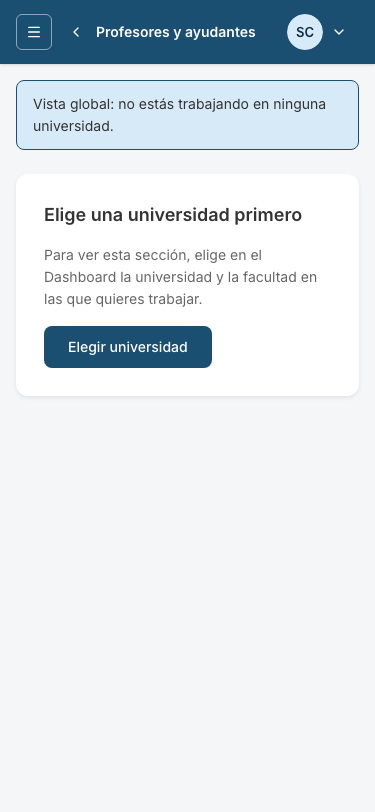 Profesores y ayudantes
SC
Vista global: no estás trabajando en ninguna
universidad.
Elige una universidad primero
Para ver esta sección, elige en el
Dashboard la universidad y la facultad en
las que quieres trabajar.
Elegir universidad